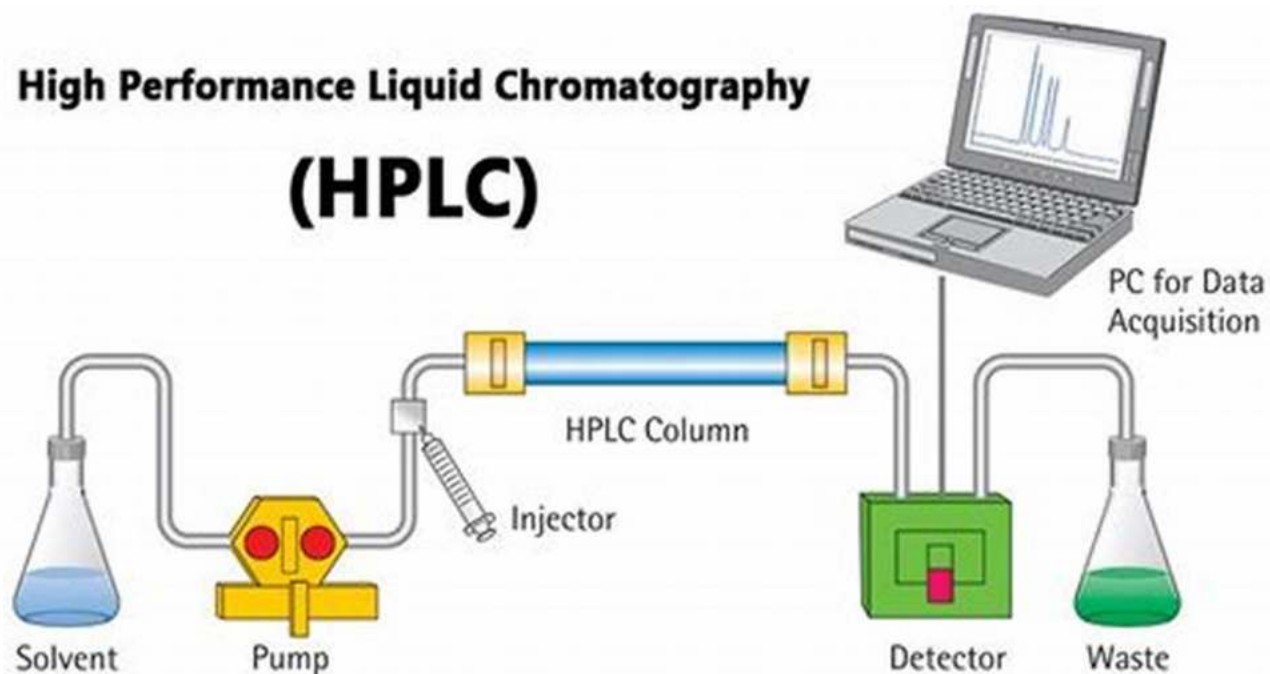 High Performance Liquid Chromatography
(HPLC)
PC for Data
Acquisition
HPLC Column
Injector
Solvent
Pump
Detector
Waste